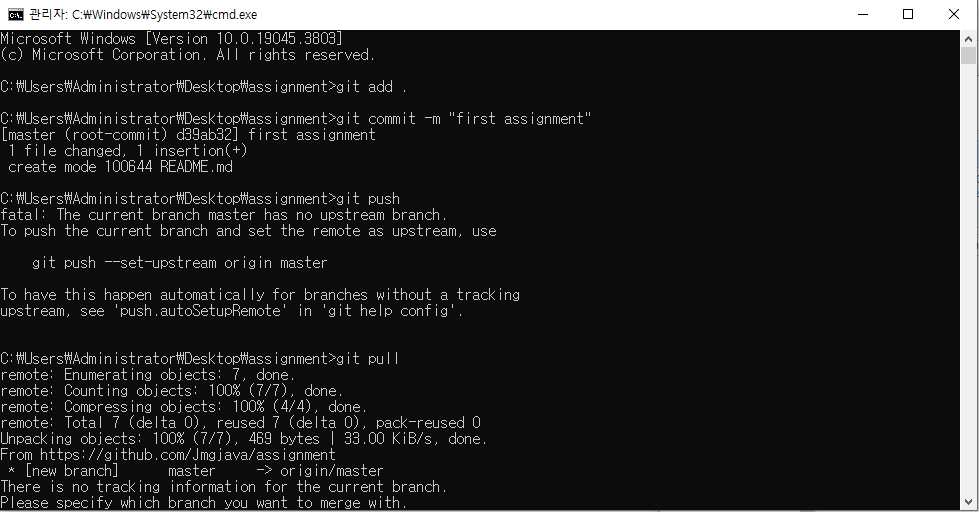 관리자: C:₩Windows₩System32₩cmd.exe
Microsoft Windows [Version 10.0.19045.3803]
(c) Microsoft Corporation. All rights reserved.
C:₩Users₩Administrator₩Desktop₩assignment>git add .
C:₩Users₩Administrator₩Desktop₩assignment>git commit -m "first assignment"
[master (root-commit) d39ab32] first assignment
 1 file changed, 1 insertion(+)
 create mode 100644 README.md
C:₩Users₩Administrator₩Desktop₩assignment>git push
fatal: The current branch master has no upstream branch.
To push the current branch and set the remote as upstream, use
    git push --set-upstream origin master
To have this happen automatically for branches without a tracking
upstream, see 'push.autoSetupRemote' in 'git help config'.
C:₩Users₩Administrator₩Desktop₩assignment>git pull
remote: Enumerating objects: 7, done.
remote: Counting objects: 100% (7/7), done.
remote: Compressing objects: 100% (4/4), done.
remote: Total 7 (delta 0), reused 7 (delta 0), pack-reused 0
Unpacking objects: 100% (7/7), 469 bytes | 33.00 KiB/s, done.
From https://github.com/Jmgjava/assignment
 * [new branch]      master     -> origin/master
There is no tracking information for the current branch.
Please specify which branch you want to merge with.